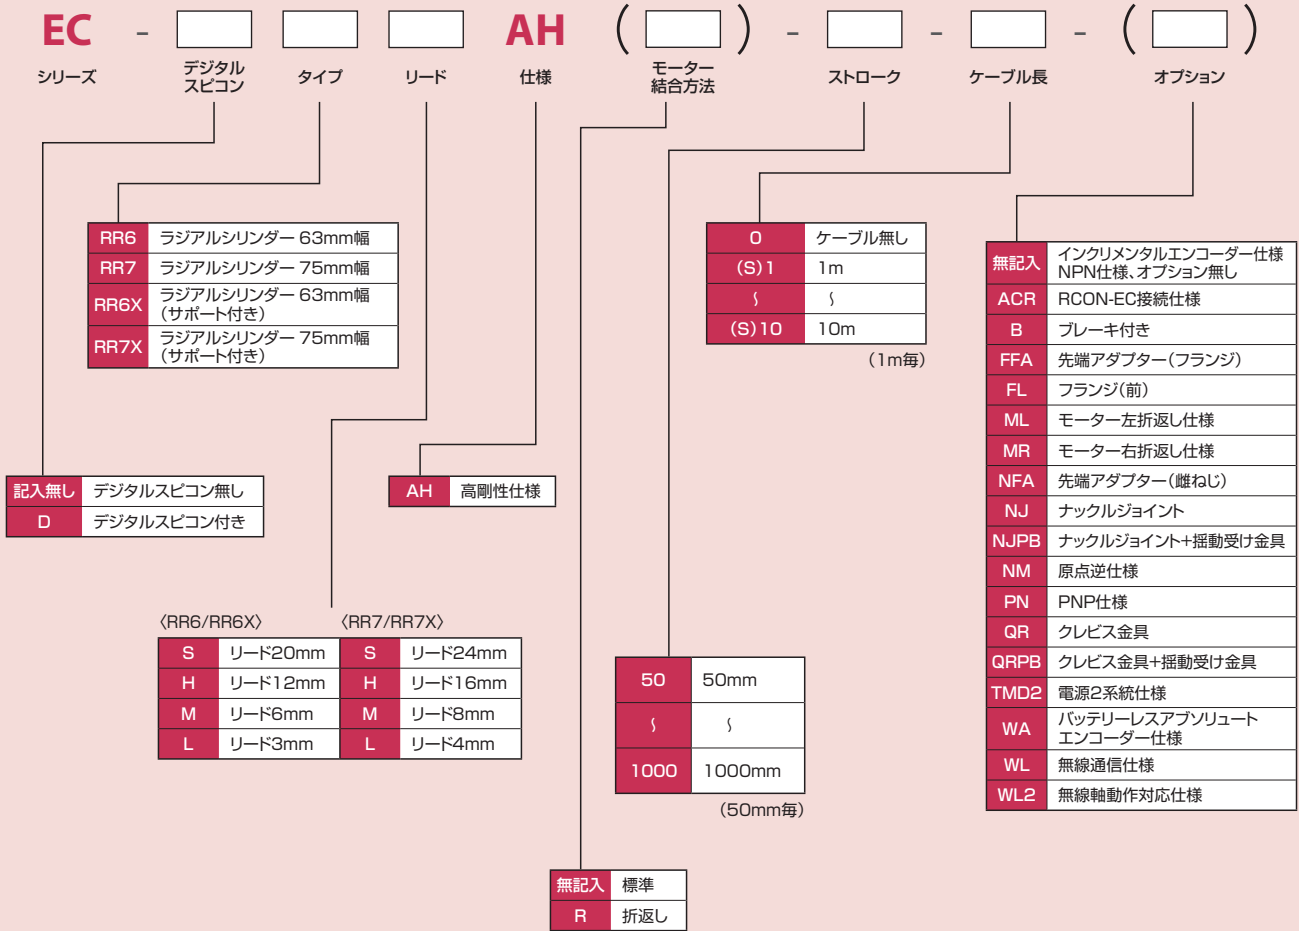 EC - AH ( ) - - - ( )
シリーズ
デジタル
スピコン
タイプ
リード
仕様
モーター
結合方法
ストローク
ケーブル長
オプション
RR6 ラジアルシリンダー 63mm幅
RR7 ラジアルシリンダー 75mm幅
RR6X ラジアルシリンダー 63mm幅
(サポート付き)
RR7X ラジアルシリンダー 75mm幅
(サポート付き)
0 ケーブル無し
(S)1 1m
〜 〜
(S)10 10m
(1m毎)
無記入 インクリメンタルエンコーダー仕様
NPN仕様、オプション無し
ACR RCON-EC接続仕様
B ブレーキ付き
FFA 先端アダプター(フランジ)
FL フランジ(前)
ML モーター左折返し仕様
MR モーター右折返し仕様
NFA 先端アダプター(雌ねじ)
NJ ナックルジョイント
NJPB ナックルジョイント+揺動受け金具
NM 原点逆仕様
PN PNP仕様
QR クレビス金具
QRPB クレビス金具+揺動受け金具
TMD2 電源2系統仕様
WA バッテリーレスアブソリュート
エンコーダー仕様
WL 無線通信仕様
WL2 無線軸動作対応仕様
記入無し デジタルスピコン無し
D デジタルスピコン付き
AH 高剛性仕様
〈RR6/RR6X〉 〈RR7/RR7X〉
S リード20mm S リード24mm
H リード12mm H リード16mm
M リード6mm M リード8mm
L リード3mm L リード4mm
50 50mm
〜 〜
1000 1000mm
(50mm毎)
無記入 標準
R 折返し